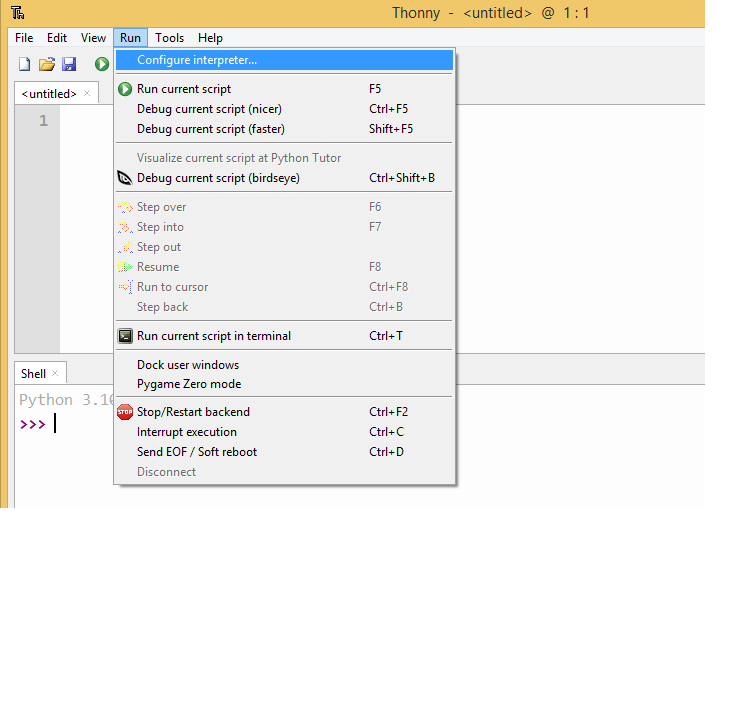 Thonny - <untitled> @ 1 : 1
File Edit View Run Tools Help
<untitled> ×
1
Configure interpreter...
Run current script F5
Debug current script (nicer) Ctrl+F5
Debug current script (faster) Shift+F5
Visualize current script at Python Tutor
Debug current script (birdseye) Ctrl+Shift+B
Step over F6
Step into F7
Step out
Resume F8
Run to cursor Ctrl+F8
Step back Ctrl+B
Run current script in terminal Ctrl+T
Dock user windows
Pygame Zero mode
STOP Stop/Restart backend Ctrl+F2
Interrupt execution Ctrl+C
Send EOF / Soft reboot Ctrl+D
Disconnect
Shell ×
Python 3.10
>>>